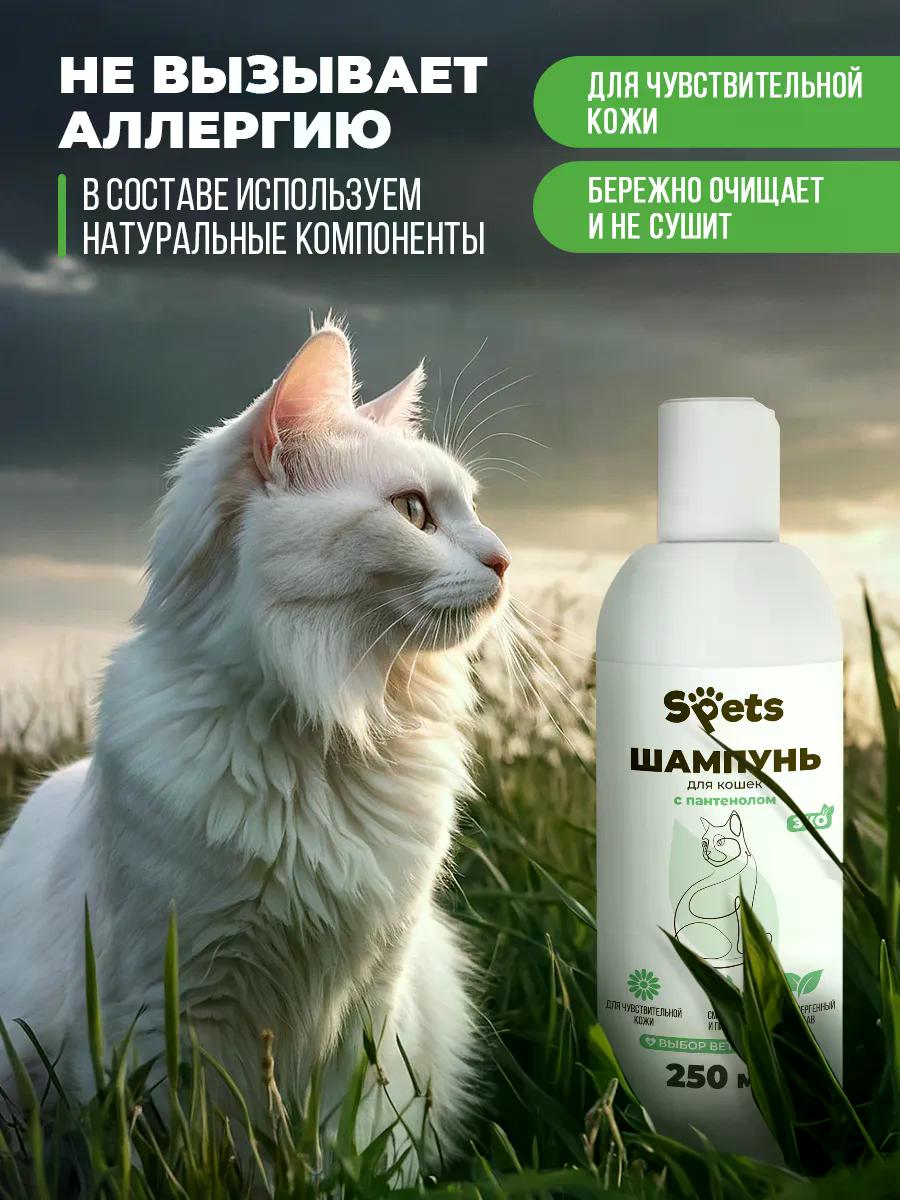 НЕ ВЫЗЫВАЕТ
АЛЛЕРГИЮ
В СОСТАВЕ ИСПОЛЬЗУЕМ
НАТУРАЛЬНЫЕ КОМПОНЕНТЫ
ДЛЯ ЧУВСТВИТЕЛЬНОЙ
КОЖИ
БЕРЕЖНО ОЧИЩАЕТ
И НЕ СУШИТ
Spets
ШАМПУНЬ
для кошек
с пантенолом
эко
ДЛЯ ЧУВСТВИТЕЛЬНОЙ
КОЖИ
ВЫБОР
250